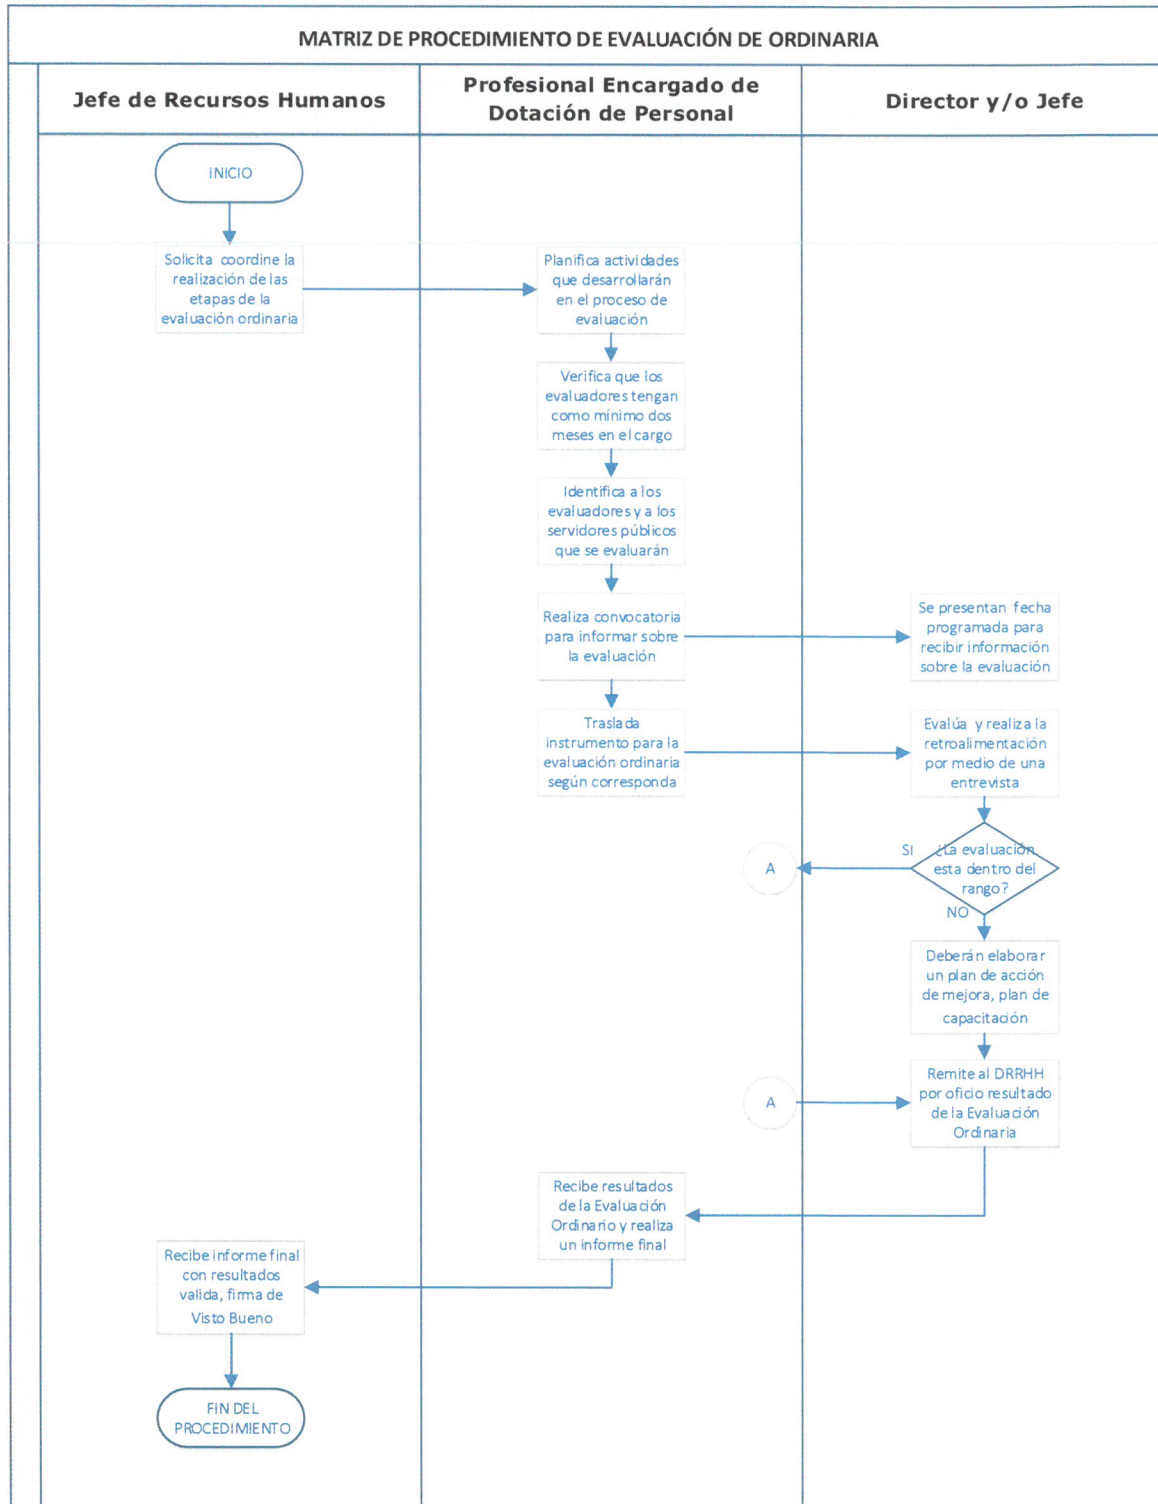 MATRIZ DE PROCEDIMIENTO DE EVALUACIÓN DE ORDINARIA
Jefe de Recursos Humanos
Profesional Encargado de
Dotación de Personal
Director y/o Jefe
INICIO
Solicita coordine la
realización de las
etapas de la
evaluación ordinaria
Planifica actividades
que desarrollarán
en el proceso de
evaluación
Verifica que los
evaluadores tengan
como mínimo dos
meses en el cargo
Identifica a los
evaluadores y a los
servidores públicos
que se evaluarán
Realiza convocatoria
para informar sobre
la evaluación
Se presentan fecha
programada para
recibir información
sobre la evaluación
Traslada
instrumento para la
evaluación ordinaria
según corresponda
Evalúa y realiza la
retroalimentación
por medio de una
entrevista
¿La evaluación
esta dentro del
rango?
SI
A
NO
Deberán elaborar
un plan de acción
de mejora, plan de
capacitación
A
Remite al DRRHH
por oficio resultado
de la Evaluación
Ordinaria
Recibe resultados
de la Evaluación
Ordinario y realiza
un informe final
Recibe informe final
con resultados
valida, firma de
Visto Bueno
FIN DEL
PROCEDIMIENTO